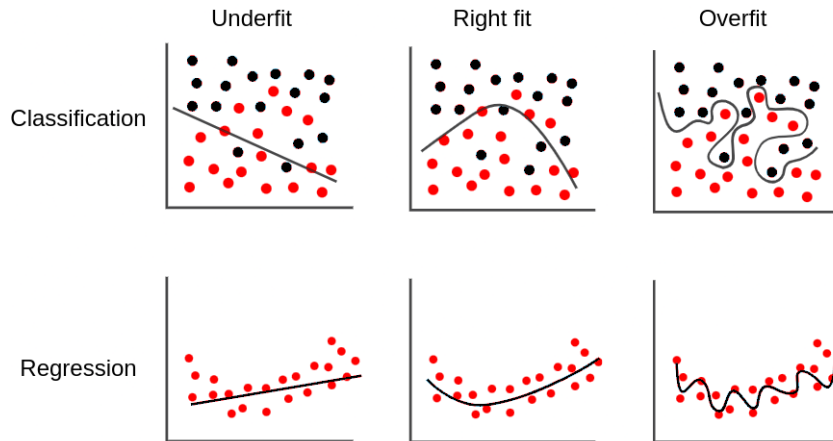 Underfit
Right fit
Overfit
Classification
Regression